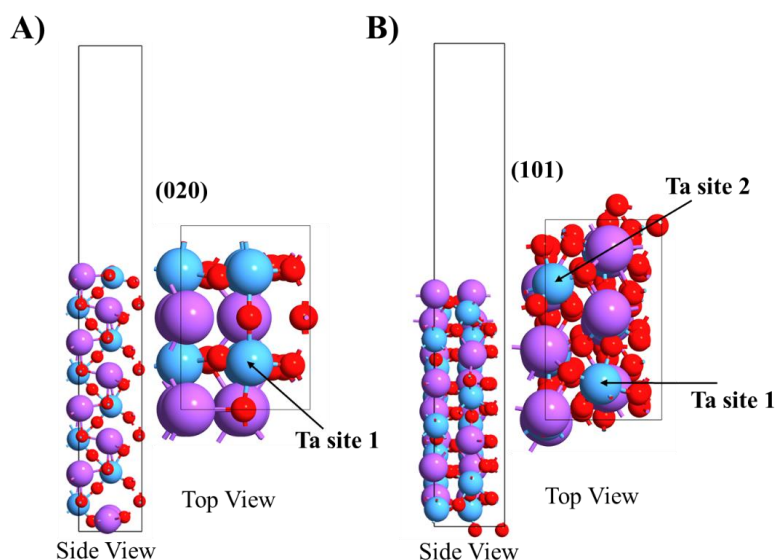 A)
(020)
Ta site 1
Top View
Side View
B)
(101)
Ta site 2
Ta site 1
Top View
Side View